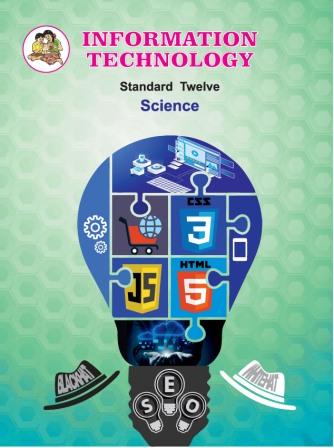 INFORMATION
TECHNOLOGY
Standard Twelve
Science
CSS
3
HTML
JS
5
BLACKHAT
WHITEHAT
E
S O